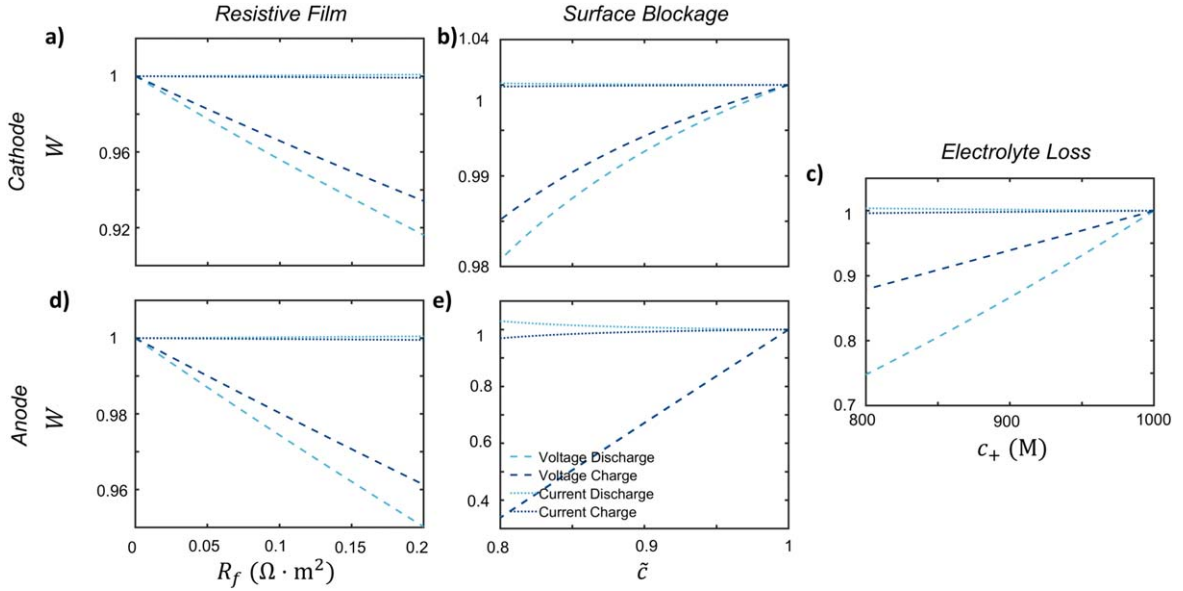 Resistive Film
Surface Blockage
a)
b)
1.04
1
0.96
0.92
1
0.99
0.98
Cathode
W
Electrolyte Loss
c)
1
0.9
0.8
0.7
800
900
1000
c₊ (M)
d)
e)
1
0.98
0.96
1
0.8
0.6
0.4
Anode
W
Voltage Discharge
Voltage Charge
Current Discharge
Current Charge
0
0.05
0.1
0.15
0.2
0.8
0.9
1
R_f (Ω · m²)
c̃